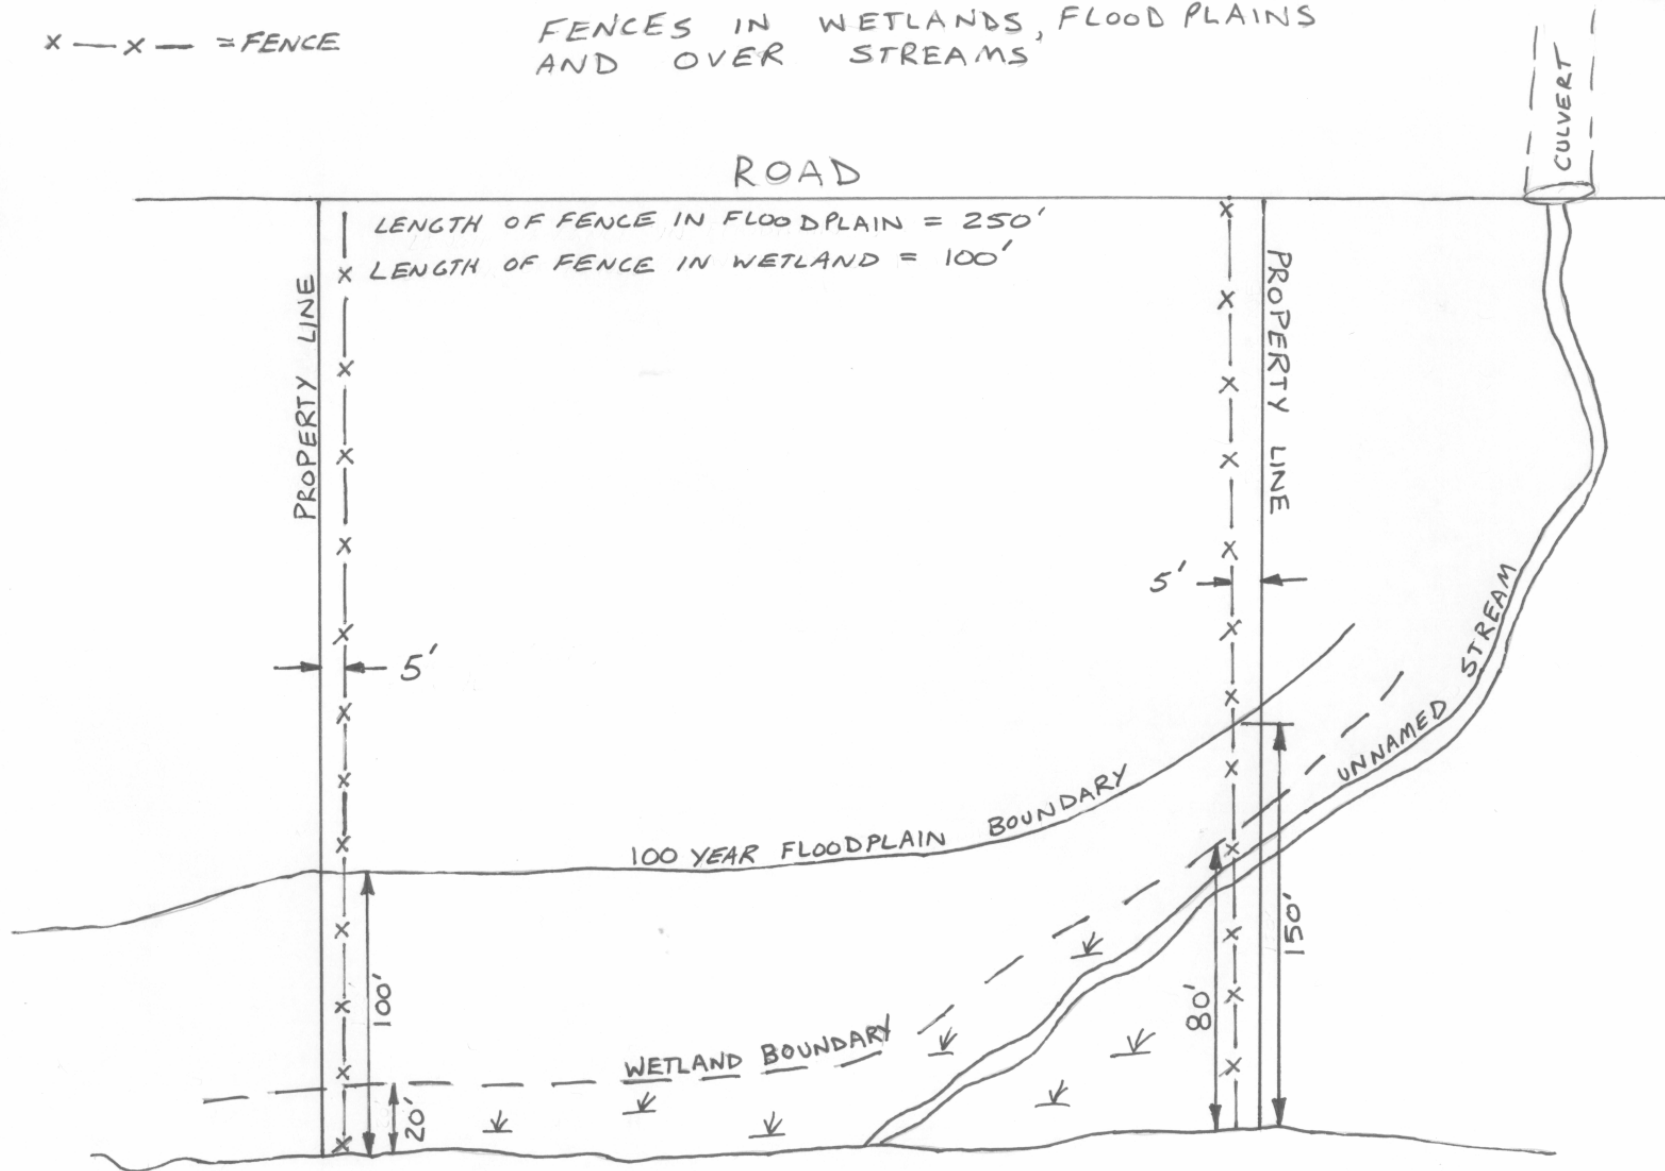 x — x — = FENCE
FENCES IN WETLANDS, FLOOD PLAINS
AND OVER STREAMS
CULVERT
ROAD
LENGTH OF FENCE IN FLOODPLAIN = 250'
LENGTH OF FENCE IN WETLAND = 100'
PROPERTY LINE
PROPERTY LINE
5'
5'
UNNAMED STREAM
100 YEAR FLOODPLAIN BOUNDARY
100'
80'
150'
WETLAND BOUNDARY
20'